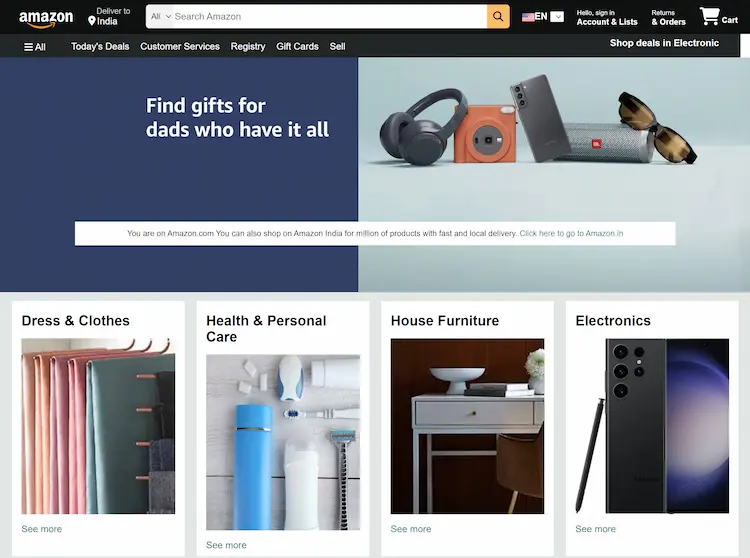 amazon
Deliver to
India
All
Search Amazon
EN
Hello, sign in
Account & Lists
Returns
& Orders
Cart
All
Today's Deals
Customer Services
Registry
Gift Cards
Sell
Shop deals in Electronic
Find gifts for
dads who have it all
JBL
You are on Amazon.com You can also shop on Amazon India for million of products with fast and local delivery. Click here to go to Amazon.in
Dress & Clothes
Health & Personal
Care
House Furniture
Electronics
See more
See more
See more
See more